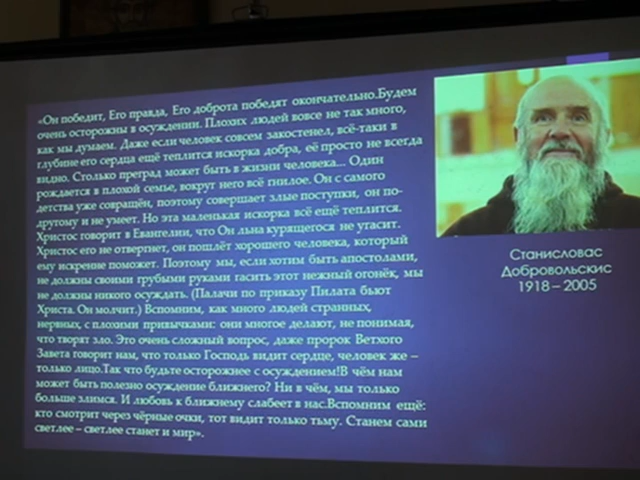 «Он победит, Его правда, Его доброта победят окончательно.Будем
очень осторожны в осуждении. Плохих людей вовсе не так много,
как мы думаем. Даже если человек совсем закостенел, всё-таки в
глубине его сердца ещё теплится искорка добра, её просто не всегда
видно. Столько преград может быть в жизни человека... Один
рождается в плохой семье, вокруг него всё гнилое. Он с самого
детства уже совращён, поэтому совершает злые поступки, он по-
другому и не умеет. Но эта маленькая искорка всё ещё теплится.
Христос говорит в Евангелии, что Он льна курящегося не угасит.
Христос его не отвергнет, он пошлёт хорошего человека, который
ему искренне поможет. Поэтому мы, если хотим быть апостолами,
не должны своими грубыми руками гасить этот нежный огонёк, мы
не должны никого осуждать. (Палачи по приказу Пилата бьют
Христа. Он молчит.) Вспомним, как много людей странных,
нервных, с плохими привычками: они многое делают, не понимая,
что творят зло. Это очень сложный вопрос, даже пророк Ветхого
Завета говорит нам, что только Господь видит сердце, человек же –
только лицо.Так что будьте осторожнее с осуждением!В чём нам
может быть полезно осуждение ближнего? Ни в чём, мы только
больше злимся. И любовь к ближнему слабеет в нас.Вспомним ещё:
кто смотрит через чёрные очки, тот видит только тьму. Станем сами
светлее – светлее станет и мир».
Станисловас
Добровольскис
1918 – 2005